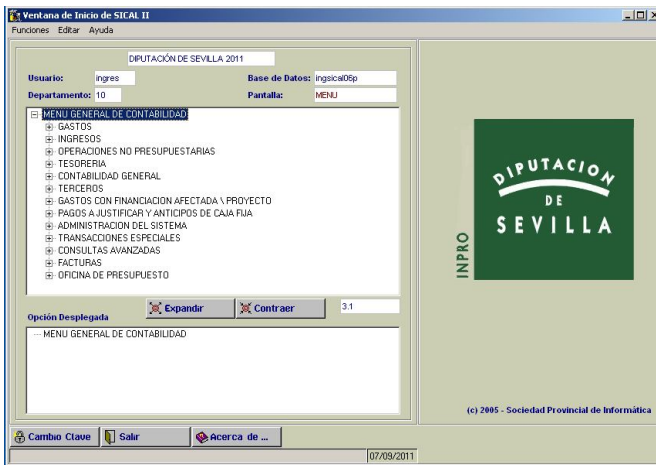 Ventana de Inicio de SICAL II
Funciones Editar Ayuda
DIPUTACIÓN DE SEVILLA 2011
Usuario: ingres Base de Datos: ingsical06p
Departamento: 10 Pantalla: MENU
MENU GENERAL DE CONTABILIDAD
GASTOS
INGRESOS
OPERACIONES NO PRESUPUESTARIAS
TESORERIA
CONTABILIDAD GENERAL
TERCEROS
GASTOS CON FINANCIACION AFECTADA \ PROYECTO
PAGOS A JUSTIFICAR Y ANTICIPOS DE CAJA FIJA
ADMINISTRACION DEL SISTEMA
TRANSACCIONES ESPECIALES
CONSULTAS AVANZADAS
FACTURAS
OFICINA DE PRESUPUESTO
Expandir Contraer 3.1
Opción Desplegada
MENU GENERAL DE CONTABILIDAD
INPRO
DIPUTACION
DE
SEVILLA
(c) 2005 - Sociedad Provincial de Informática
Cambio Clave Salir Acerca de ...
07/09/2011